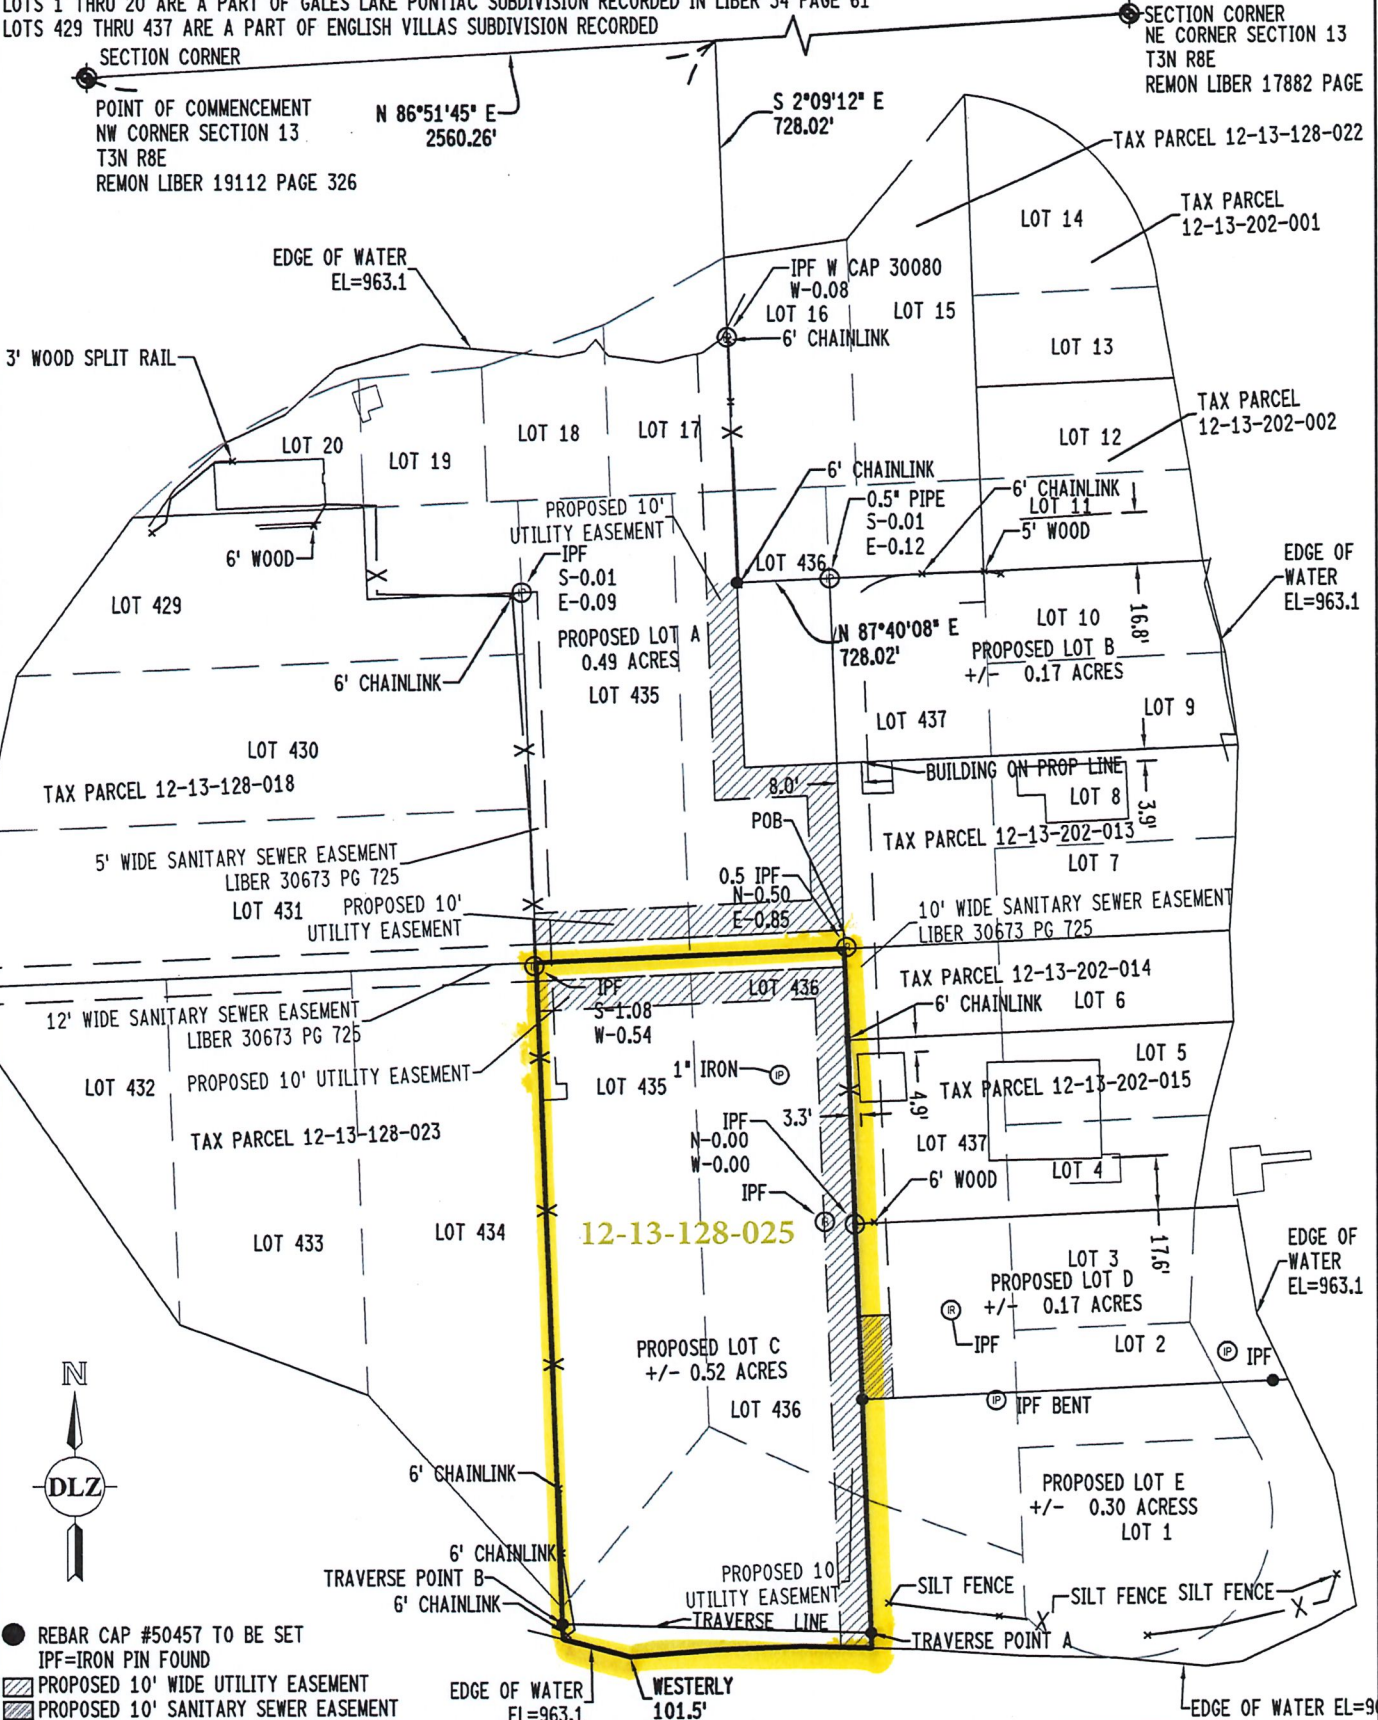 LOTS 1 THRU 20 ARE A PART OF GALES LAKE PONTIAC SUBDIVISION RECORDED IN LIBER 34 PAGE 61
LOTS 429 THRU 437 ARE A PART OF ENGLISH VILLAS SUBDIVISION RECORDED
SECTION CORNER
POINT OF COMMENCEMENT
NW CORNER SECTION 13
T3N R8E
REMON LIBER 19112 PAGE 326
N 86°51'45" E
2560.26'
S 2°09'12" E
728.02'
SECTION CORNER
NE CORNER SECTION 13
T3N R8E
REMON LIBER 17882 PAGE
TAX PARCEL 12-13-128-022
TAX PARCEL
12-13-202-001
LOT 14
EDGE OF WATER
EL=963.1
IPF W CAP 30080
W-0.08
LOT 16
LOT 15
6' CHAINLINK
LOT 13
3' WOOD SPLIT RAIL
TAX PARCEL
12-13-202-002
LOT 20
LOT 19
LOT 18
LOT 17
LOT 12
6' CHAINLINK
0.5" PIPE
S-0.01
E-0.12
6' CHAINLINK
LOT 11
5' WOOD
PROPOSED 10'
UTILITY EASEMENT
6' WOOD
IPF
S-0.01
E-0.09
LOT 436
EDGE OF
WATER
EL=963.1
LOT 429
16.8'
LOT 10
N 87°40'08" E
728.02'
PROPOSED LOT A
0.49 ACRES
PROPOSED LOT B
+/- 0.17 ACRES
6' CHAINLINK
LOT 435
LOT 437
LOT 9
LOT 430
TAX PARCEL 12-13-128-018
BUILDING ON PROP LINE
8.0'
LOT 8
3.9'
POB
TAX PARCEL 12-13-202-013
LOT 7
5' WIDE SANITARY SEWER EASEMENT
LIBER 30673 PG 725
LOT 431
PROPOSED 10'
UTILITY EASEMENT
0.5 IPF
N-0.50
E-0.85
10' WIDE SANITARY SEWER EASEMENT
LIBER 30673 PG 725
TAX PARCEL 12-13-202-014
6' CHAINLINK
LOT 6
IPF
S-1.08
W-0.54
LOT 436
12' WIDE SANITARY SEWER EASEMENT
LIBER 30673 PG 725
LOT 432
PROPOSED 10' UTILITY EASEMENT
LOT 435
1" IRON
IP
LOT 5
TAX PARCEL 12-13-202-015
4.9'
3.3'
TAX PARCEL 12-13-128-023
IPF
N-0.00
W-0.00
LOT 437
LOT 4
6' WOOD
IPF
17.6'
12-13-128-025
LOT 433
LOT 434
LOT 3
PROPOSED LOT D
+/- 0.17 ACRES
EDGE OF
WATER
EL=963.1
IR
IPF
LOT 2
IP
IPF
PROPOSED LOT C
+/- 0.52 ACRES
LOT 436
IP
IPF BENT
N
DLZ
6' CHAINLINK
PROPOSED LOT E
+/- 0.30 ACRESS
LOT 1
6' CHAINLINK
TRAVERSE POINT B
6' CHAINLINK
PROPOSED 10
UTILITY EASEMENT
SILT FENCE
SILT FENCE
SILT FENCE
TRAVERSE LINE
TRAVERSE POINT A
REBAR CAP #50457 TO BE SET
IPF=IRON PIN FOUND
PROPOSED 10' WIDE UTILITY EASEMENT
PROPOSED 10' SANITARY SEWER EASEMENT
EDGE OF WATER
EL=963.1
WESTERLY
101.5'
EDGE OF WATER